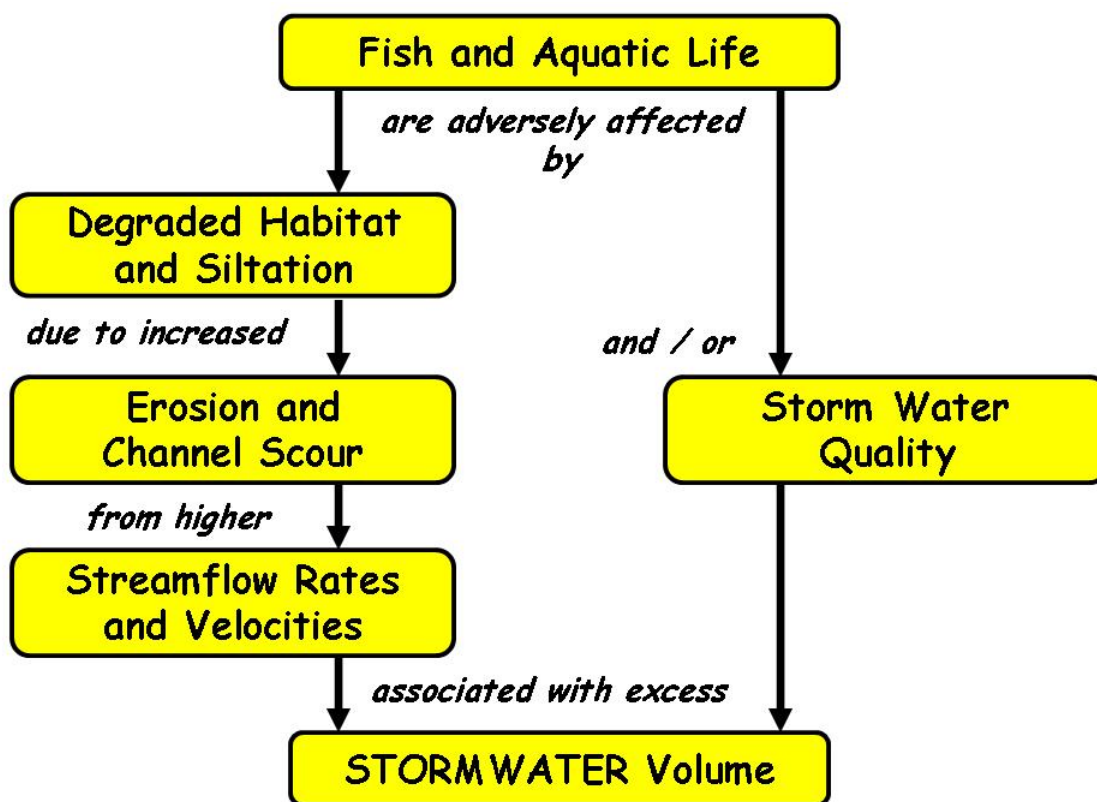 Fish and Aquatic Life
are adversely affected
by
Degraded Habitat
and Siltation
due to increased
and / or
Erosion and
Channel Scour
Storm Water
Quality
from higher
Streamflow Rates
and Velocities
associated with excess
STORMWATER Volume